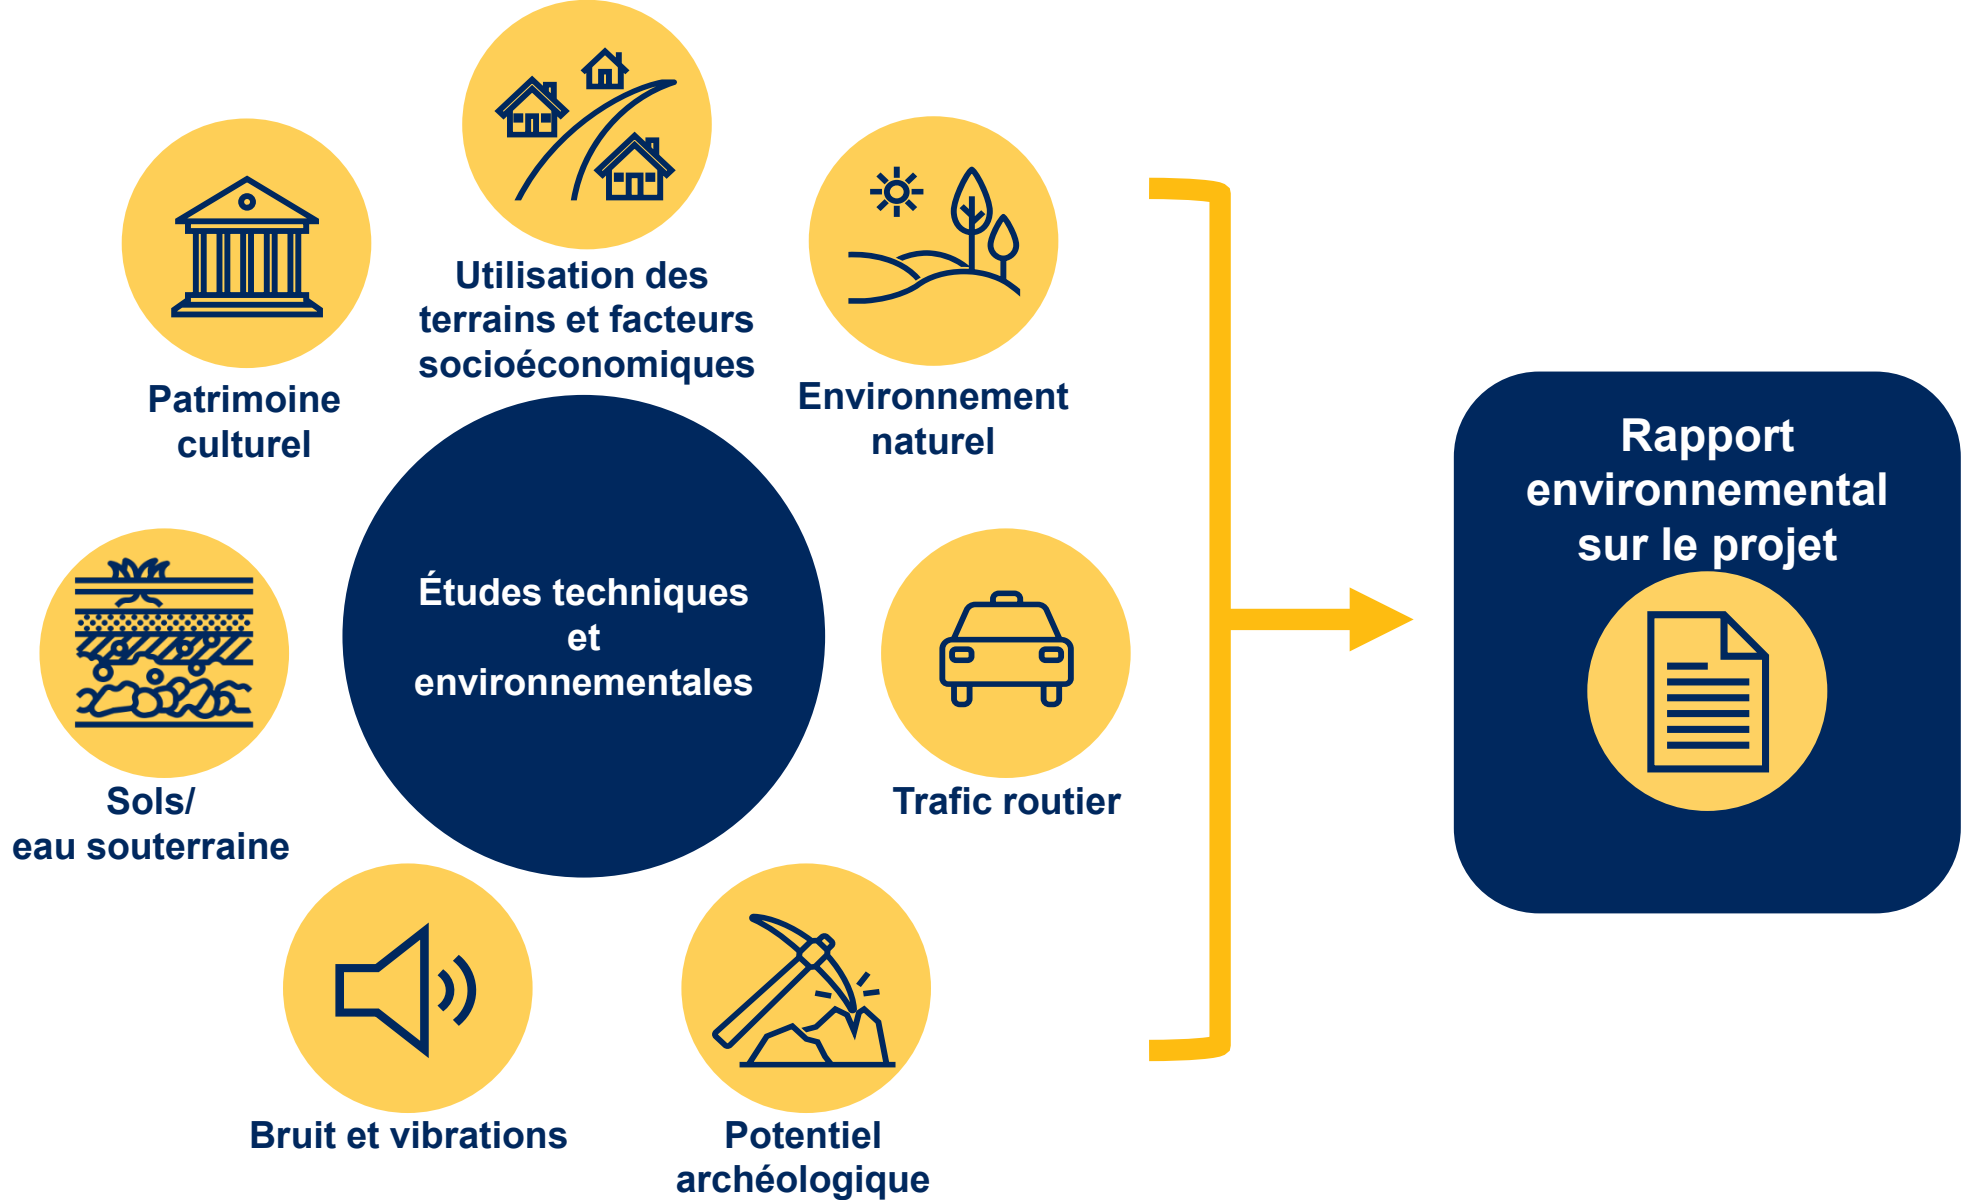 Utilisation des
terrains et facteurs
socioéconomiques
Patrimoine
culturel
Environnement
naturel
Études techniques
et
environnementales
Sols/
eau souterraine
Trafic routier
Bruit et vibrations
Potentiel
archéologique
Rapport
environnemental
sur le projet